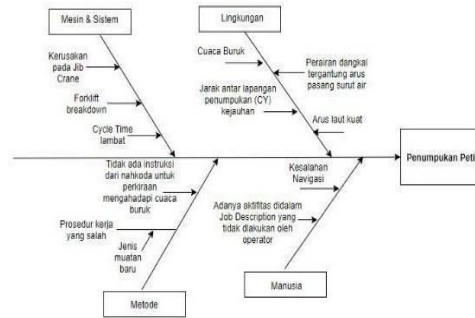 Mesin & Sistem
Lingkungan
Kerusakan
pada Jib
Crane
Forklift
breakdown
Cycle Time
lambat
Cuaca Buruk
Jarak antar lapangan
penumpukan (CY)
kejauhan
Perairan dangkal
tergantung arus
pasang surut air
Arus laut kuat
Penumpukan Peti
Tidak ada instruksi
dari nahkoda untuk
perkiraan
mengahadapi cuaca
buruk
Prosedur kerja
yang salah
Jenis
muatan
baru
Kesalahan
Navigasi
Adanya aktifitas didalam
Job Description yang
tidak dilakukan oleh
operator
Metode
Manusia